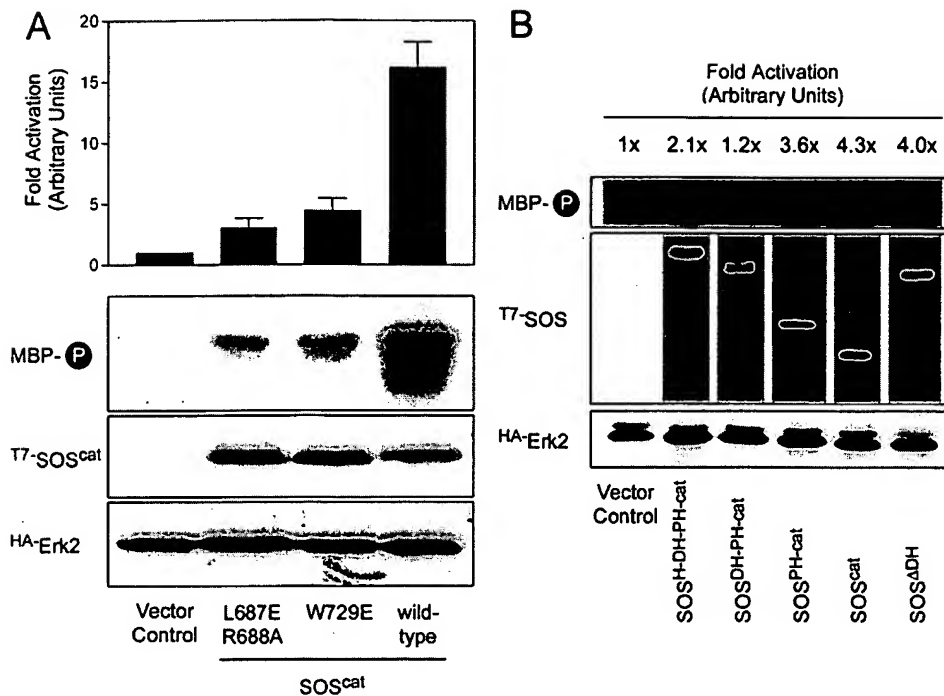 A
Fold Activation
(Arbitrary Units)
20
15
10
5
0
MBP- P
T7-SOScat
HA-Erk2
Vector
Control
L687E
R688A
W729E
wild-
type
SOScat
B
Fold Activation
(Arbitrary Units)
1x 2.1x 1.2x 3.6x 4.3x 4.0x
MBP- P
T7-SOS
HA-Erk2
Vector
Control
SOSH-DH-PH-cat
SOSDH-PH-cat
SOSPH-cat
SOScat
SOSΔDH